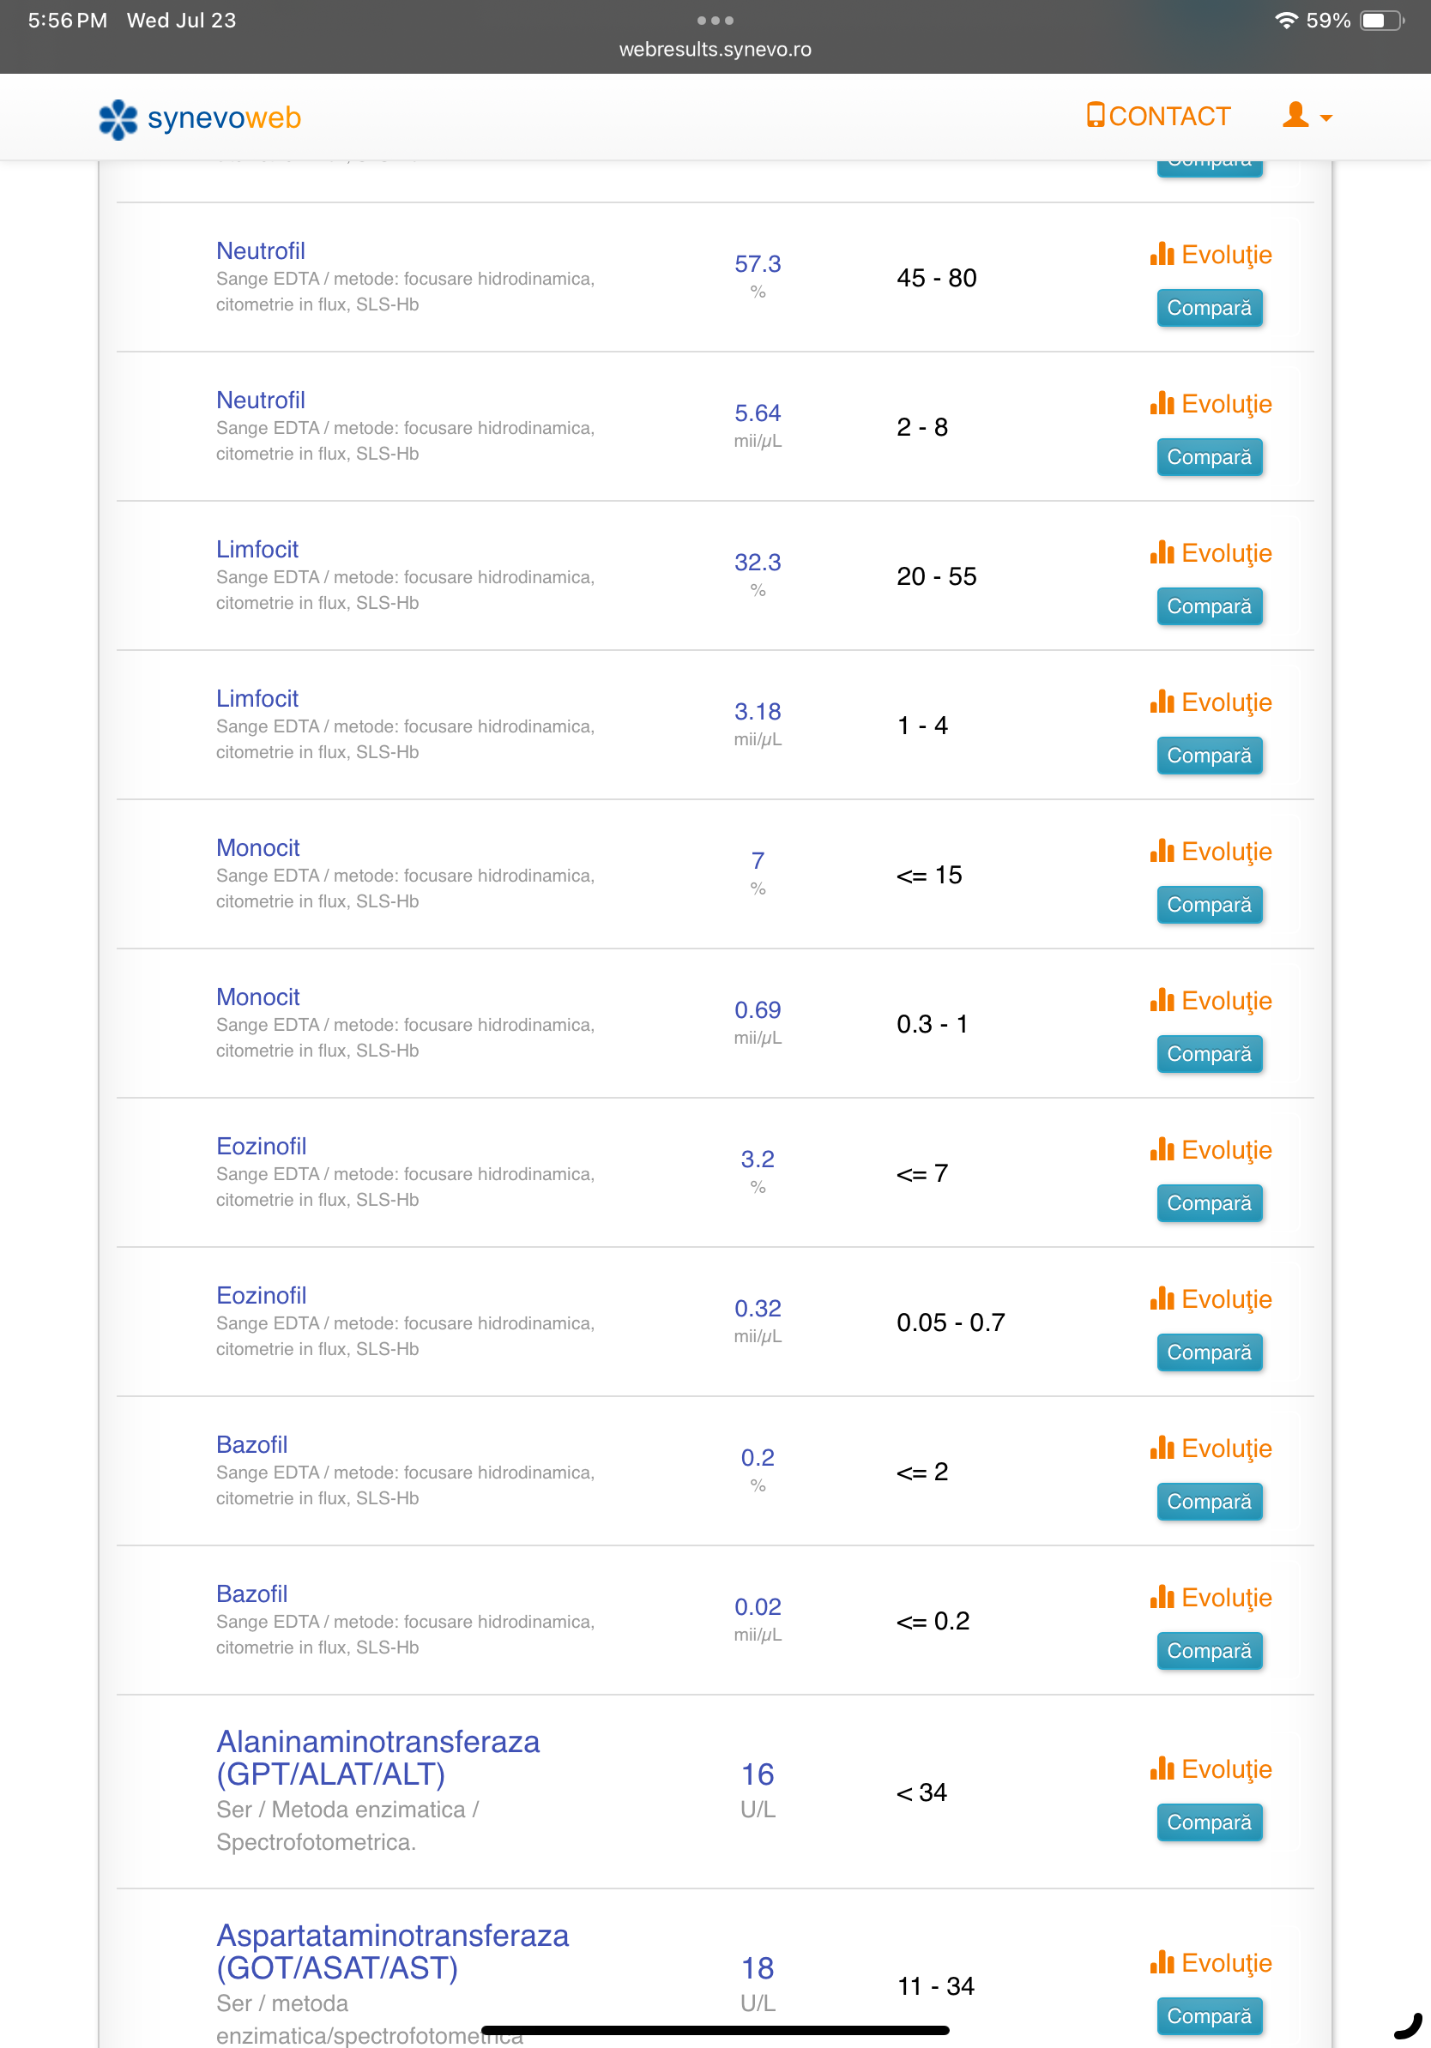 5:56 PM Wed Jul 23
59%
webresults.synevo.ro
synevoweb
CONTACT
Compară
Neutrofil
Sange EDTA / metode: focusare hidrodinamica,
citometrie in flux, SLS-Hb
57.3
%
45 - 80
Evoluţie
Compară
Neutrofil
Sange EDTA / metode: focusare hidrodinamica,
citometrie in flux, SLS-Hb
5.64
mii/µL
2 - 8
Evoluţie
Compară
Limfocit
Sange EDTA / metode: focusare hidrodinamica,
citometrie in flux, SLS-Hb
32.3
%
20 - 55
Evoluţie
Compară
Limfocit
Sange EDTA / metode: focusare hidrodinamica,
citometrie in flux, SLS-Hb
3.18
mii/µL
1 - 4
Evoluţie
Compară
Monocit
Sange EDTA / metode: focusare hidrodinamica,
citometrie in flux, SLS-Hb
7
%
<= 15
Evoluţie
Compară
Monocit
Sange EDTA / metode: focusare hidrodinamica,
citometrie in flux, SLS-Hb
0.69
mii/µL
0.3 - 1
Evoluţie
Compară
Eozinofil
Sange EDTA / metode: focusare hidrodinamica,
citometrie in flux, SLS-Hb
3.2
%
<= 7
Evoluţie
Compară
Eozinofil
Sange EDTA / metode: focusare hidrodinamica,
citometrie in flux, SLS-Hb
0.32
mii/µL
0.05 - 0.7
Evoluţie
Compară
Bazofil
Sange EDTA / metode: focusare hidrodinamica,
citometrie in flux, SLS-Hb
0.2
%
<= 2
Evoluţie
Compară
Bazofil
Sange EDTA / metode: focusare hidrodinamica,
citometrie in flux, SLS-Hb
0.02
mii/µL
<= 0.2
Evoluţie
Compară
Alaninaminotransferaza
(GPT/ALAT/ALT)
Ser / Metoda enzimatica /
Spectrofotometrica.
16
U/L
< 34
Evoluţie
Compară
Aspartataminotransferaza
(GOT/ASAT/AST)
Ser / metoda
enzimatica/spectrofotometrica
18
U/L
11 - 34
Evoluţie
Compară